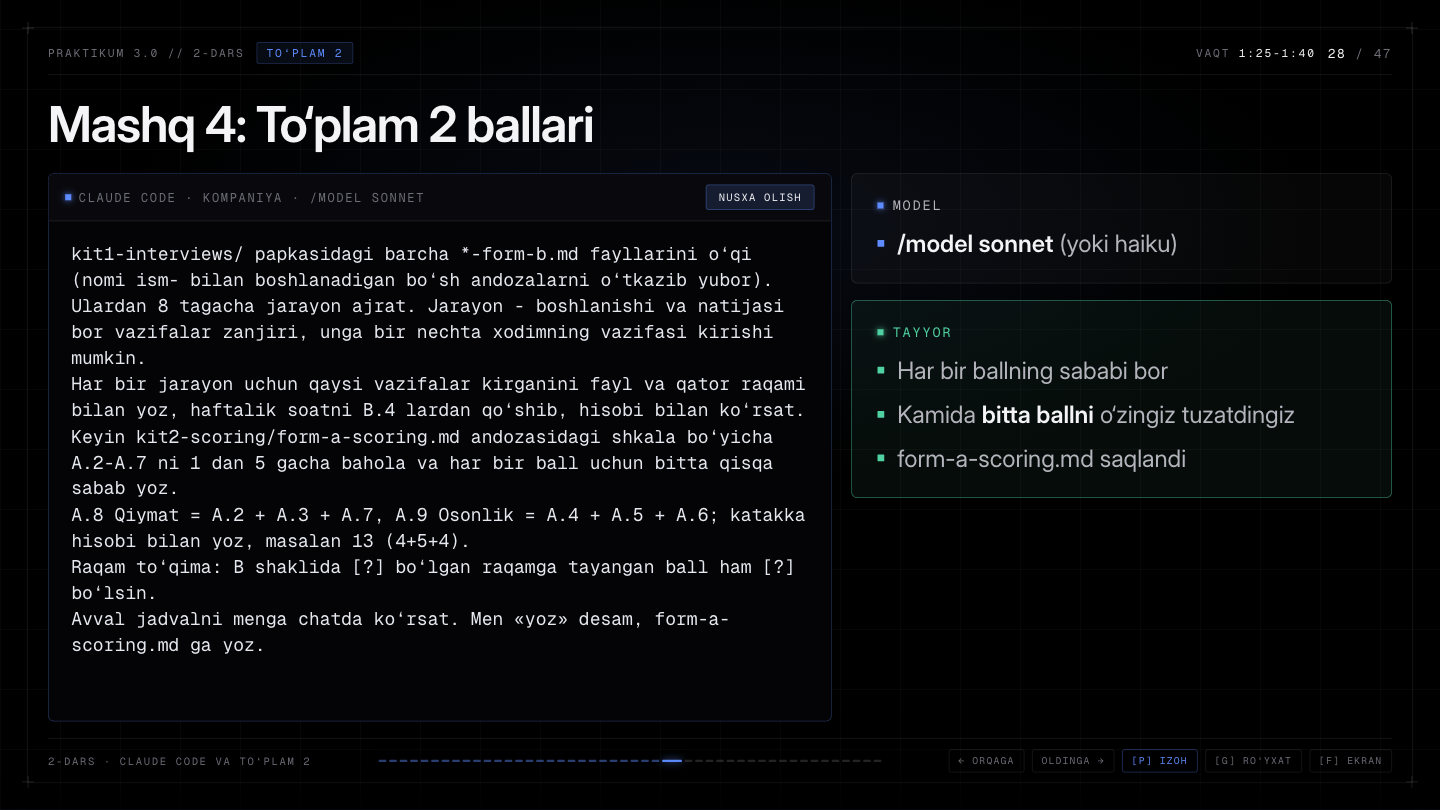 PRAKTIKUM 3.0 // 2-DARS
TO‘PLAM 2
VAQT 1:25-1:40 28 / 47
Mashq 4: To‘plam 2 ballari
CLAUDE CODE · KOMPANIYA · /MODEL SONNET
NUSXA OLISH
kit1-interviews/ papkasidagi barcha *-form-b.md fayllarini o‘qi
(nomi ism- bilan boshlanadigan bo‘sh andozalarni o‘tkazib yubor).
Ulardan 8 tagacha jarayon ajrat. Jarayon - boshlanishi va natijasi
bor vazifalar zanjiri, unga bir nechta xodimning vazifasi kirishi
mumkin.
Har bir jarayon uchun qaysi vazifalar kirganini fayl va qator raqami
bilan yoz, haftalik soatni B.4 lardan qo‘shib, hisobi bilan ko‘rsat.
Keyin kit2-scoring/form-a-scoring.md andozasidagi shkala bo‘yicha
A.2-A.7 ni 1 dan 5 gacha bahola va har bir ball uchun bitta qisqa
sabab yoz.
A.8 Qiymat = A.2 + A.3 + A.7, A.9 Osonlik = A.4 + A.5 + A.6; katakka
hisobi bilan yoz, masalan 13 (4+5+4).
Raqam to‘qima: B shaklida [?] bo‘lgan raqamga tayangan ball ham [?]
bo‘lsin.
Avval jadvalni menga chatda ko‘rsat. Men «yoz» desam, form-a-
scoring.md ga yoz.
MODEL
/model sonnet (yoki haiku)
TAYYOR
Har bir ballning sababi bor
Kamida bitta ballni o‘zingiz tuzatdingiz
form-a-scoring.md saqlandi
2-DARS · CLAUDE CODE VA TO‘PLAM 2
← ORQAGA
OLDINGA →
[P] IZOH
[G] RO‘YXAT
[F] EKRAN